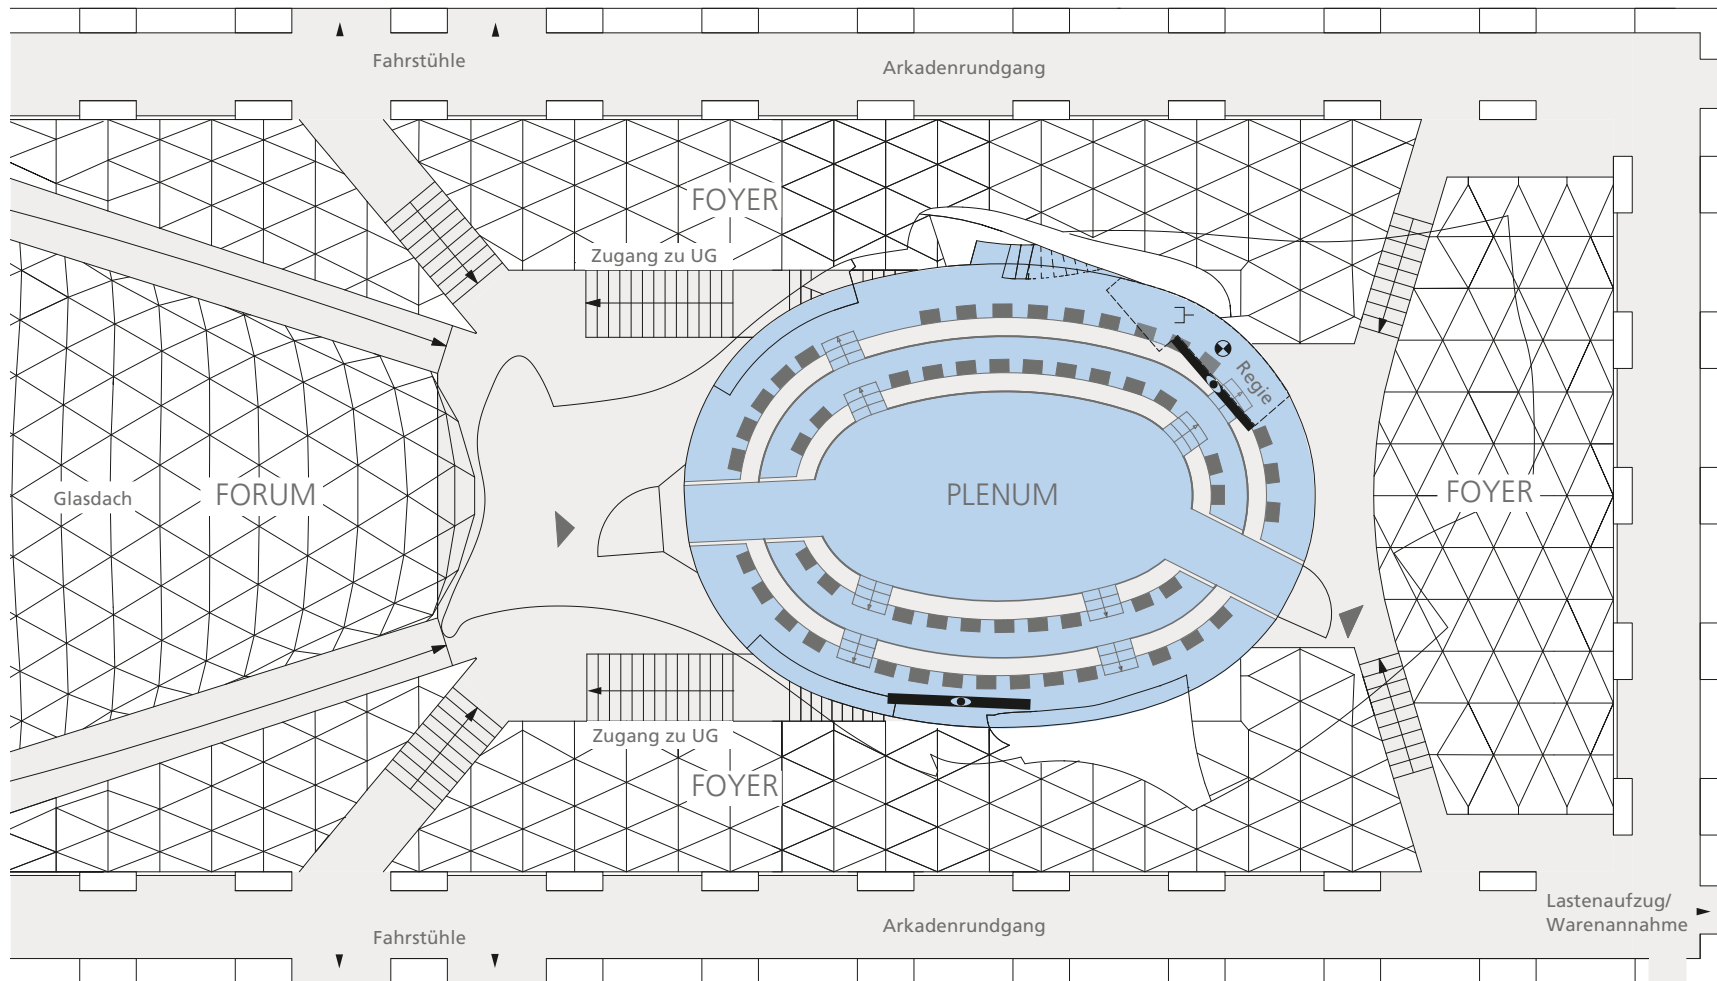 Fahrstühle
Arkadenrundgang
FOYER
Zugang zu UG
Regie
Glasdach
FORUM
PLENUM
FOYER
Zugang zu UG
FOYER
Lastenaufzug/
Warenannahme
Arkadenrundgang
Fahrstühle